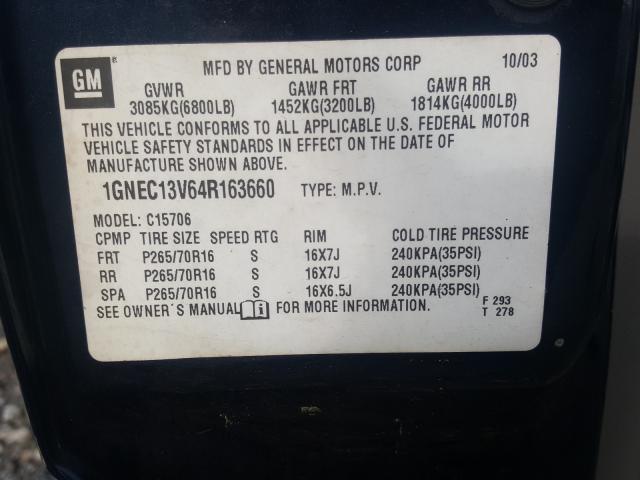 GM ®
MFD BY GENERAL MOTORS CORP 10/03
GVWR GAWR FRT GAWR RR
3085KG(6800LB) 1452KG(3200LB) 1814KG(4000LB)
THIS VEHICLE CONFORMS TO ALL APPLICABLE U.S. FEDERAL MOTOR
VEHICLE SAFETY STANDARDS IN EFFECT ON THE DATE OF
MANUFACTURE SHOWN ABOVE.
1GNEC13V64R163660 TYPE: M.P.V.
MODEL: C15706
CPMP TIRE SIZE SPEED RTG RIM COLD TIRE PRESSURE
FRT P265/70R16 S 16X7J 240KPA(35PSI)
RR P265/70R16 S 16X7J 240KPA(35PSI)
SPA P265/70R16 S 16X6.5J 240KPA(35PSI)
SEE OWNER´S MANUAL FOR MORE INFORMATION. F 293
T 278